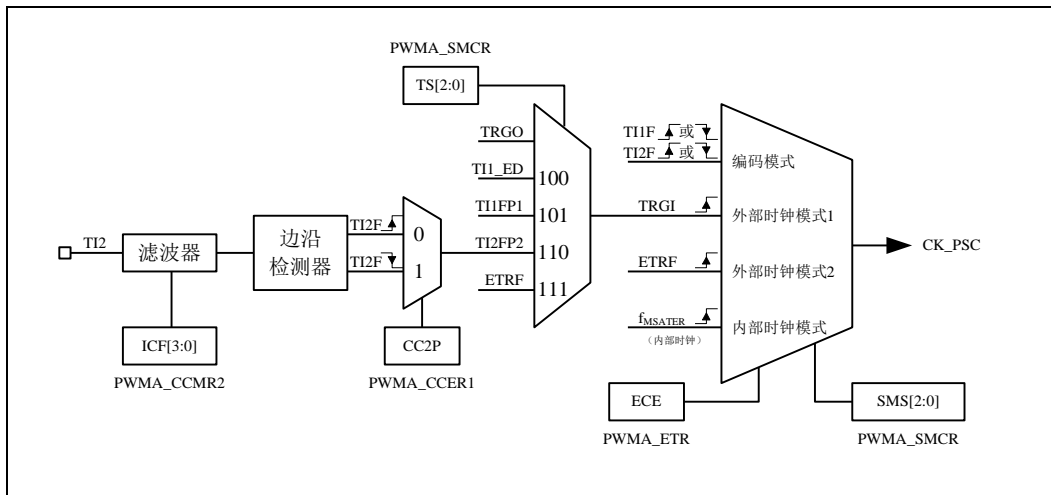 PWMA_SMCR
TS[2:0]
TRGO
TI1_ED
100
TI1FP1
101
TI2FP2
110
ETRF
111
TI2
滤波器
边沿
检测器
TI2F
TI2F
0
1
ICF[3:0]
PWMA_CCMR2
CC2P
PWMA_CCER1
TI1F 或
TI2F 或
编码模式
TRGI
外部时钟模式1
ETRF
外部时钟模式2
fMSATER
(内部时钟)
内部时钟模式
CK_PSC
ECE
PWMA_ETR
SMS[2:0]
PWMA_SMCR